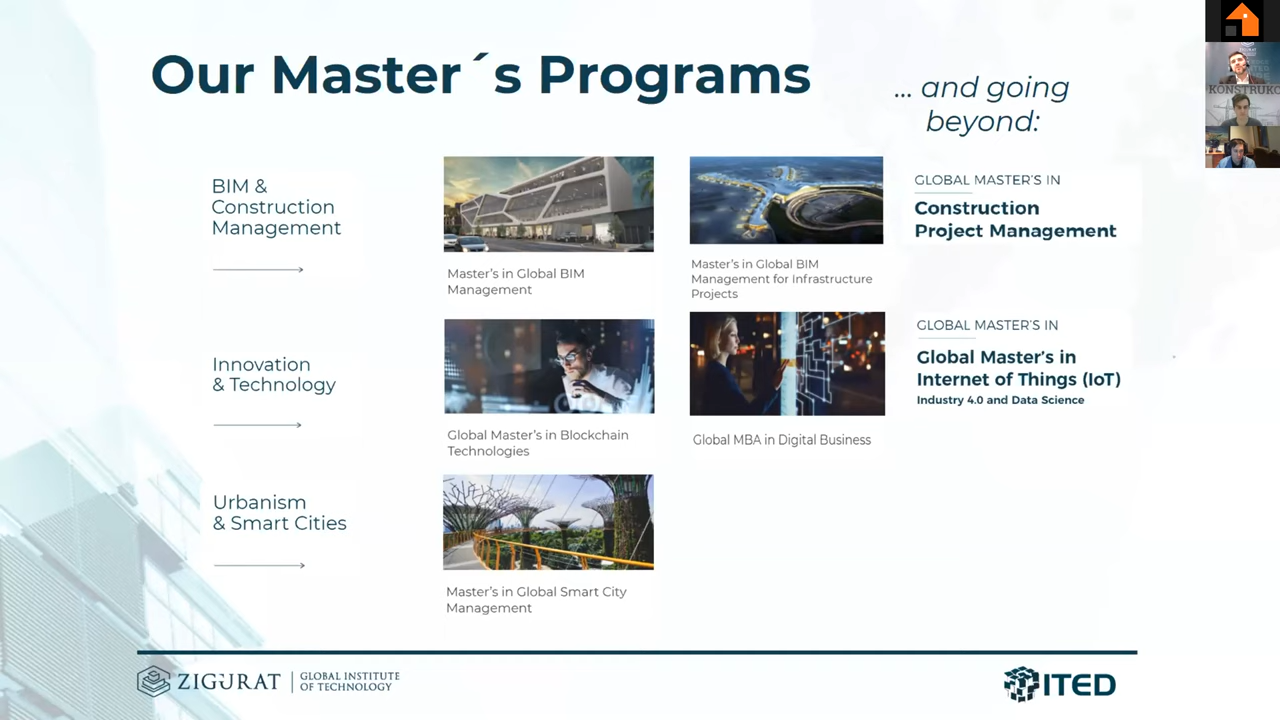 Our Master´s Programs
... and going
beyond:
BIM &
Construction
Management
Master's in Global BIM
Management
Master's in Global BIM
Management for Infrastructure
Projects
GLOBAL MASTER'S IN
Construction
Project Management
Innovation
& Technology
Global Master's in Blockchain
Technologies
Global MBA in Digital Business
GLOBAL MASTER'S IN
Global Master's in
Internet of Things (IoT)
Industry 4.0 and Data Science
Urbanism
& Smart Cities
Master's in Global Smart City
Management
ZIGURAT
GLOBAL INSTITUTE
OF TECHNOLOGY
ITED
KONSTRUKC